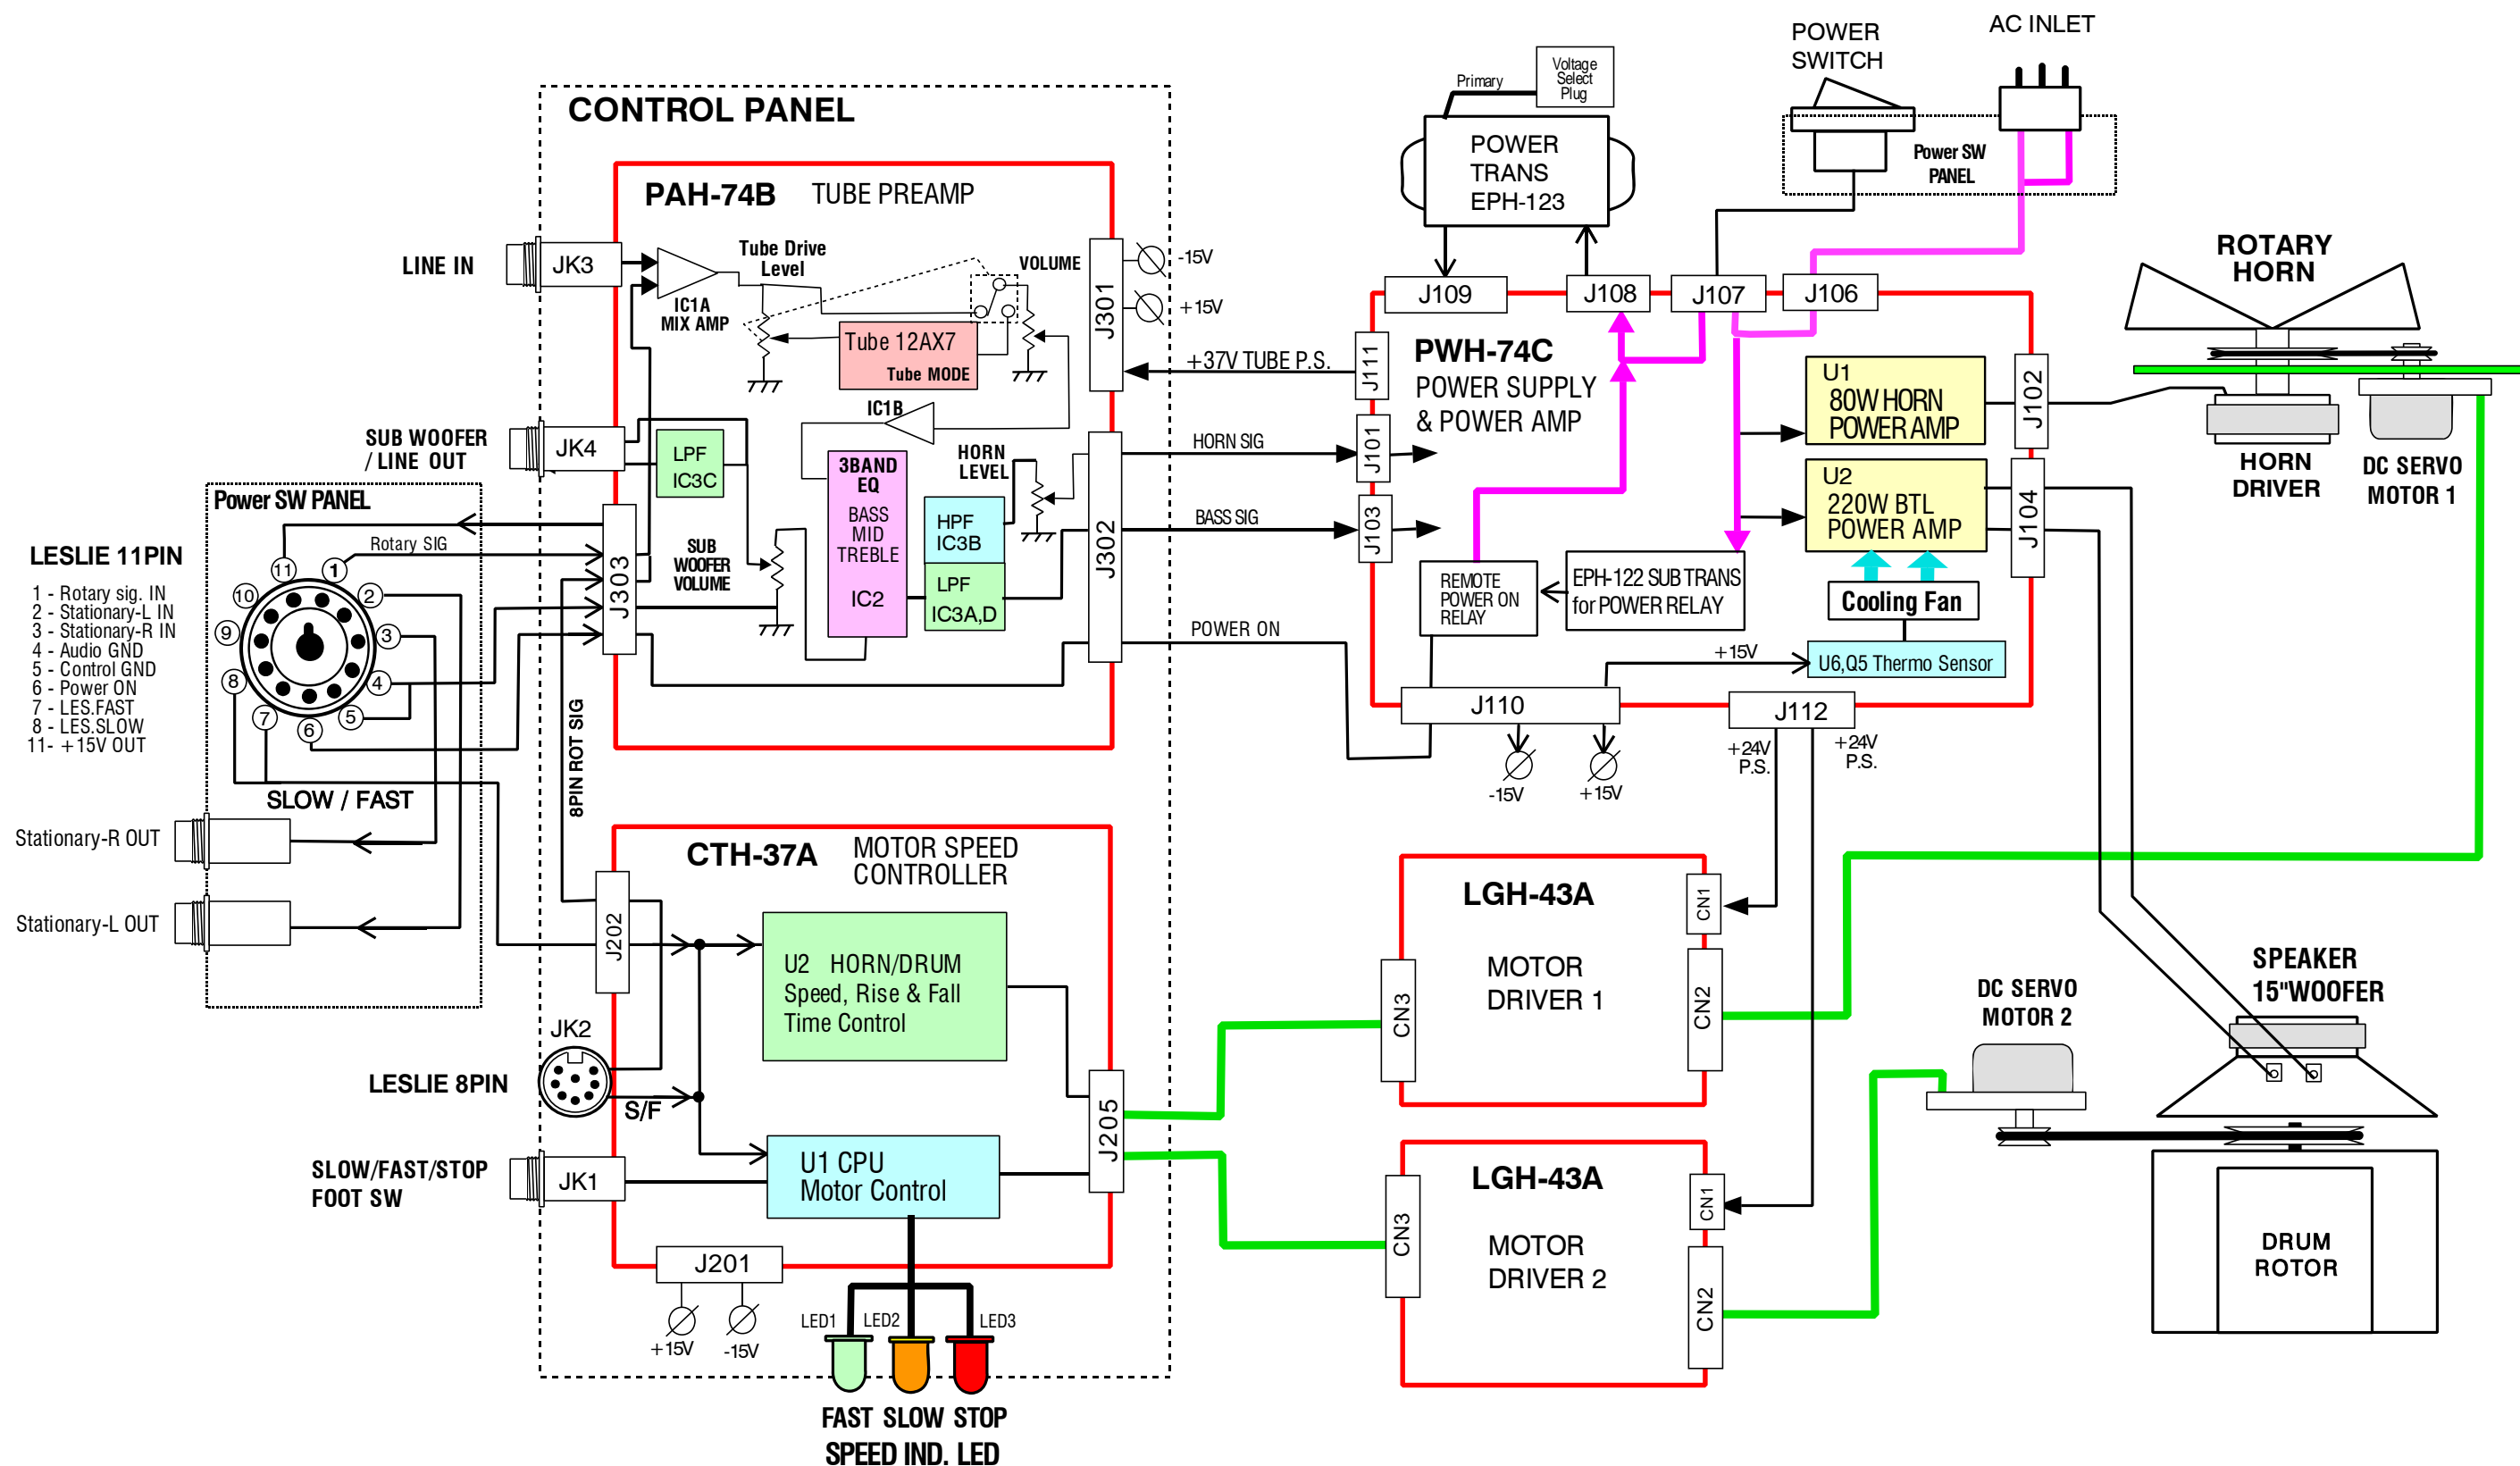 POWER
SWITCH
AC INLET
Voltage
Select
Plug
Primary
CONTROL PANEL
POWER
TRANS
EPH-123
Power SW
PANEL
PAH-74B
TUBE PREAMP
LINE IN
JK3
IC1A
MIX AMP
Tube Drive
Level
VOLUME
Tube 12AX7
Tube MODE
J301
-15V
+15V
+37V TUBE P.S.
J109
J108
J107
J106
J111
PWH-74C
POWER SUPPLY
& POWER AMP
U1
80W HORN
POWER AMP
J102
ROTARY
HORN
HORN
DRIVER
DC SERVO
MOTOR 1
SUB WOOFER
/ LINE OUT
JK4
LPF
IC3C
IC1B
3BAND
EQ
BASS
MID
TREBLE
IC2
HORN
LEVEL
HPF
IC3B
LPF
IC3A,D
J302
HORN SIG
J101
BASS SIG
J103
U2
220W BTL
POWER AMP
J104
Cooling Fan
U6,Q5 Thermo Sensor
+15V
REMOTE
POWER ON
RELAY
EPH-122 SUB TRANS
for POWER RELAY
POWER ON
J110
J112
-15V
+15V
+24V
P.S.
+24V
P.S.
Power SW PANEL
LESLIE 11PIN
1 - Rotary sig. IN
2 - Stationary-L IN
3 - Stationary-R IN
4 - Audio GND
5 - Control GND
6 - Power ON
7 - LES.FAST
8 - LES.SLOW
11- +15V OUT
Rotary SIG
11
1
2
3
4
5
6
7
8
9
10
J303
SUB
WOOFER
VOLUME
8PIN ROT SIG
SLOW / FAST
Stationary-R OUT
Stationary-L OUT
CTH-37A
MOTOR SPEED
CONTROLLER
J202
U2 HORN/DRUM
Speed, Rise & Fall
Time Control
JK2
LESLIE 8PIN
S/F
J205
SLOW/FAST/STOP
FOOT SW
JK1
U1 CPU
Motor Control
J201
+15V
-15V
LED1
LED2
LED3
FAST SLOW STOP
SPEED IND. LED
LGH-43A
MOTOR
DRIVER 1
CN1
CN2
CN3
LGH-43A
MOTOR
DRIVER 2
CN1
CN2
CN3
DC SERVO
MOTOR 2
SPEAKER
15"WOOFER
DRUM
ROTOR